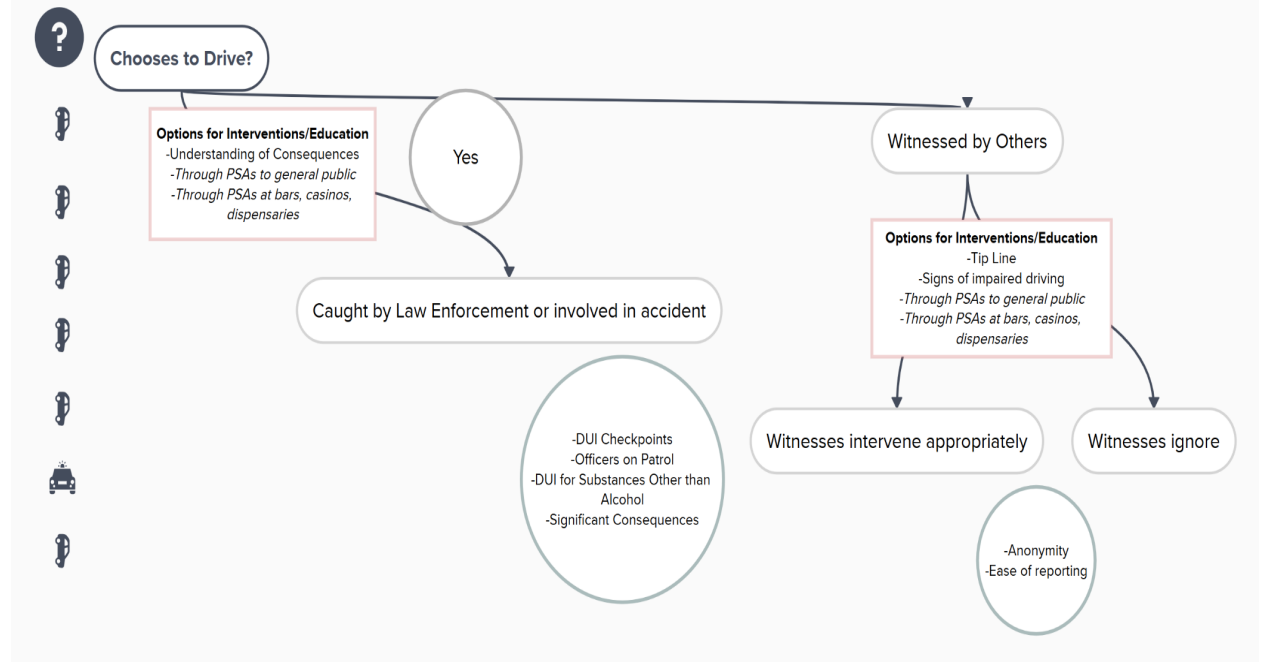 ?
Chooses to Drive?
Options for Interventions/Education
-Understanding of Consequences
-Through PSAs to general public
-Through PSAs at bars, casinos,
dispensaries
Yes
Witnessed by Others
Options for Interventions/Education
-Tip Line
-Signs of impaired driving
-Through PSAs to general public
-Through PSAs at bars, casinos,
dispensaries
Caught by Law Enforcement or involved in accident
-DUI Checkpoints
-Officers on Patrol
-DUI for Substances Other than
Alcohol
-Significant Consequences
Witnesses intervene appropriately
Witnesses ignore
-Anonymity
-Ease of reporting